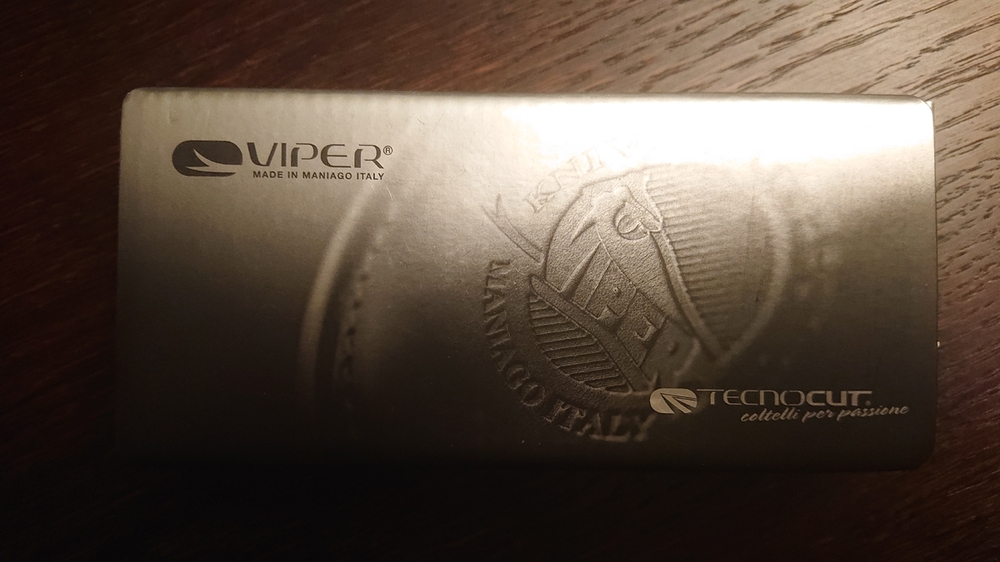 VIPER®
MADE IN MANIAGO ITALY
MANIAGO ITALY
TECNOCUT®
coltelli per passione